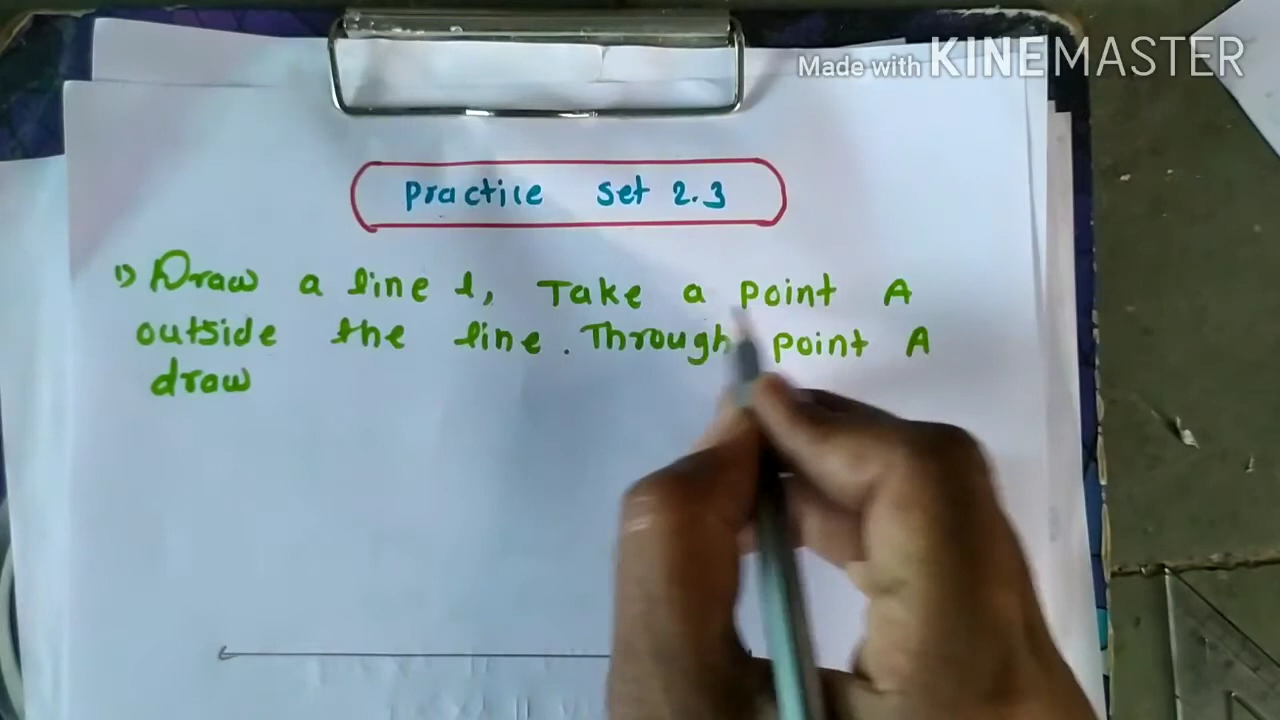 Made with KINEMASTER
Practice set 2.3
1) Draw a line l, Take a point A
outside the line. Through point A
draw